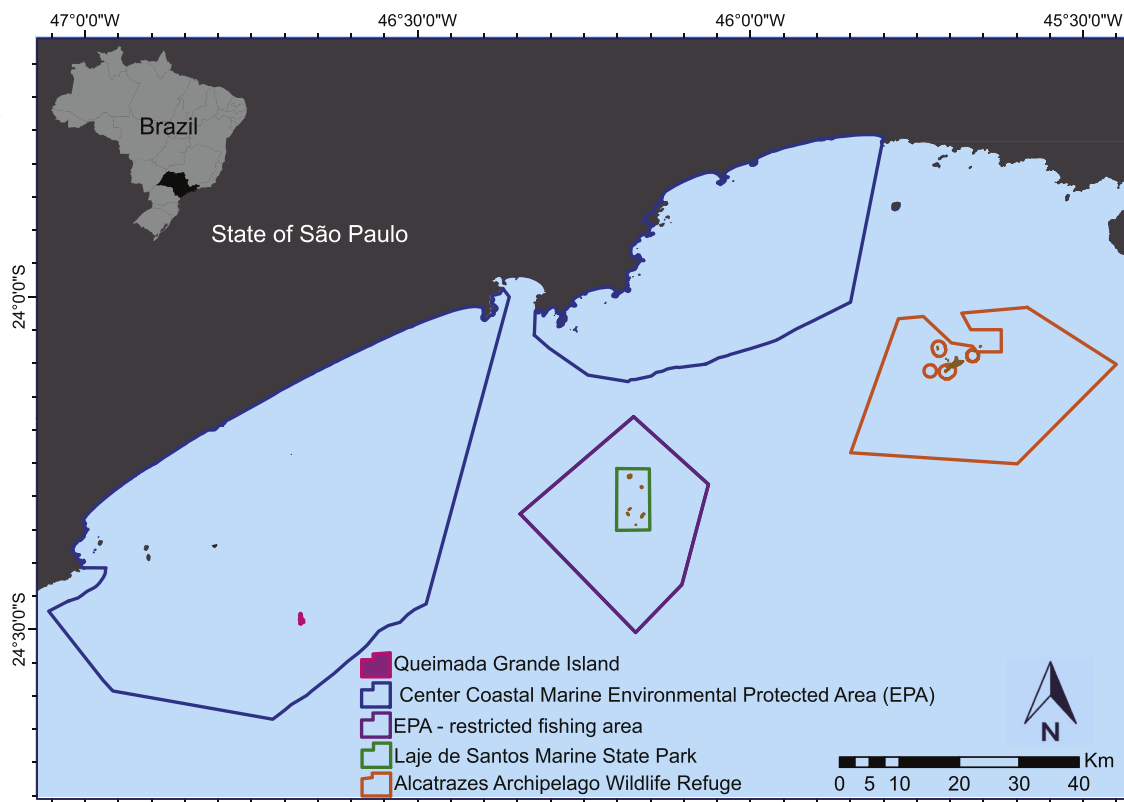 47°0'0"W 46°30'0"W 46°0'0"W 45°30'0"W
Brazil
State of São Paulo
24°0'0"S
24°30'0"S
Queimada Grande Island
Center Coastal Marine Environmental Protected Area (EPA)
EPA - restricted fishing area
Laje de Santos Marine State Park
Alcatrazes Archipelago Wildlife Refuge
N
Km
0 5 10 20 30 40